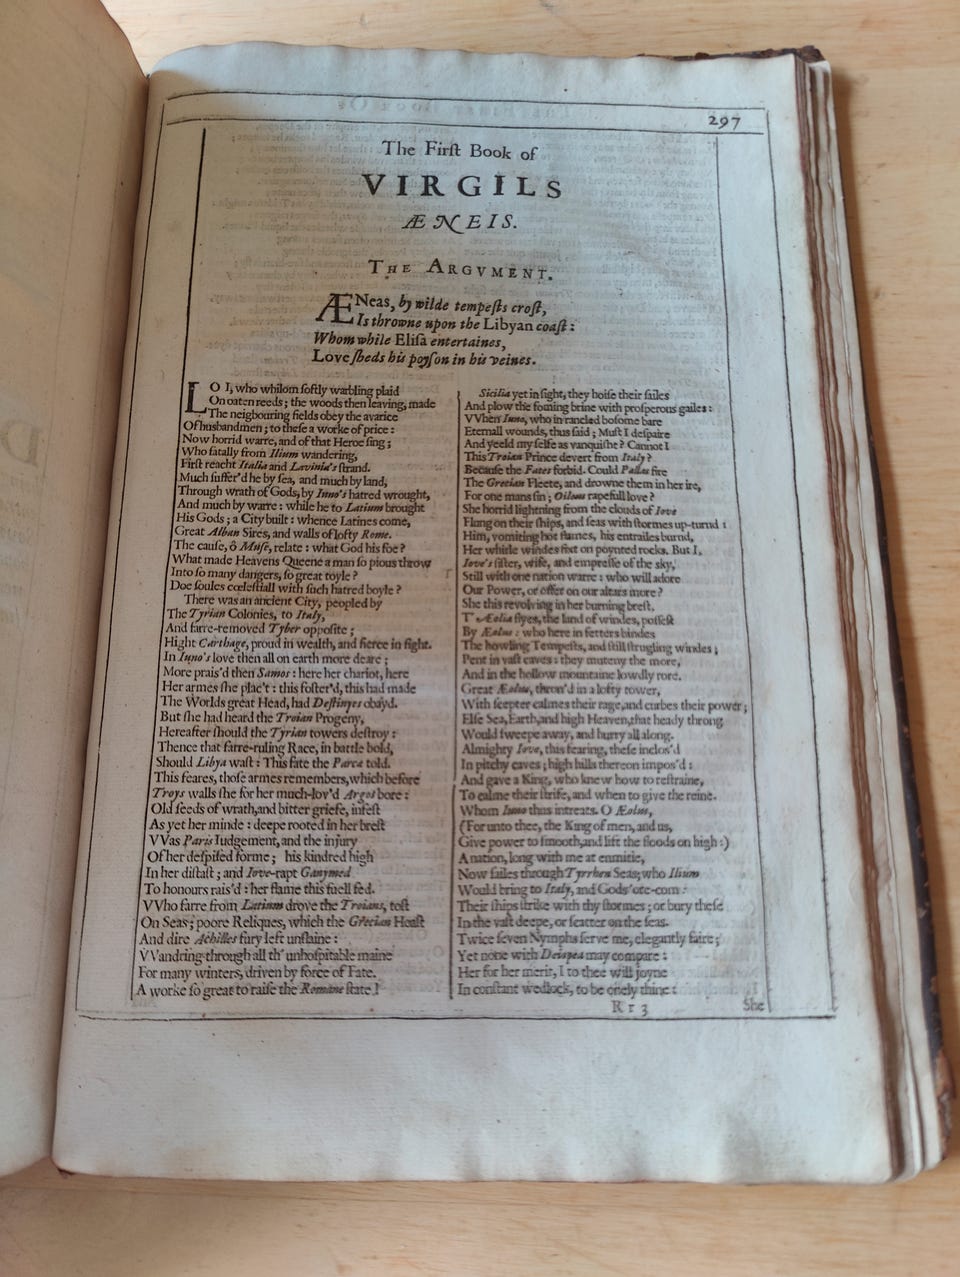 297
The Firſt Book of
VIRGILS
ÆNEIS.
THE ARGVMENT.
ÆNeas, by wilde tempeſts croſt,
Is throwne upon the Libyan coaſt:
Whom while Eliſa entertaines,
Love ſheds his poyſon in his veines.
LO I, who whilom ſoftly warbling plaid
On oaten reeds; the woods then leaving, made
The neigbouring fields obey the avarice
Of husbandmen; to theſe a worke of price:
Now horrid warre, and of that Heroe ſing;
Who fatally from Ilium wandering,
Firſt reacht Italia and Lavinia's ſtrand.
Much ſuffer'd he by ſea, and much by land,
Through wrath of Gods, by Iuno's hatred wrought,
And much by warre: while he to Latium brought
His Gods; a City built: whence Latines come,
Great Alban Sires, and walls of lofty Rome.
The cauſe, ô Muſe, relate: what God his foe?
What made Heavens Queene a man ſo pious throw
Into ſo many dangers, ſo great toyle?
Doe ſoules cœleſtiall with ſuch hatred boyle?
There was an ancient City, peopled by
The Tyrian Colonies, to Italy,
And farre-removed Tyber oppoſite;
Hight Carthage, proud in wealth, and fierce in fight.
In Iuno's love then all on earth more deare;
More prais'd then Samos: here her chariot, here
Her armes ſhe plac't: this foſter'd, this had made
The Worlds great Head, had Deſtinyes obayd.
But ſhe had heard the Troian Progeny,
Hereafter ſhould the Tyrian towers deſtroy:
Thence that farre-ruling Race, in battle bold,
Should Libya waſt: This fate the Parcæ told.
This feares, thoſe armes remembers, which before
Troys walls ſhe for her much-lov'd Argos bore:
Old ſeeds of wrath, and bitter griefe, infeſt
As yet her minde: deepe rooted in her breſt
VVas Paris Iudgement, and the injury
Of her deſpiſed forme; his kindred high
In her diſtaſt; and Iove-rapt Ganymed
To honours rais'd: her flame this fuell fed.
VVho farre from Latium drove the Troians, toſt
On Seas; poore Reliques, which the Grecian Hoaſt
And dire Achilles fury left unſlaine:
VVandring through all th' unhoſpitable maine
For many winters, driven by force of Fate.
A worke ſo great to raiſe the Romane ſtate!
Sicilia yet in ſight, they hoiſe their ſailes
And plow the foming brine with proſperous gailes:
VVhen Iuno, who in rancled boſome bare
Eternall wounds, thus ſaid; Muſt I deſpaire
And yeeld my ſelfe as vanquiſht? Cannot I
This Troian Prince devert from Italy?
Becauſe the Fates forbid. Could Pallas fire
The Grecian Fleete, and drowne them in her ire,
For one mans ſin; Oileus rapefull love?
She horrid lightning from the clouds of Iove
Flang on their ſhips, and ſeas with ſtormes up-turnd:
Him, vomiting hot flames, his entrailes burnd,
Her whirle windes fixt on poynted rocks. But I,
Iove's ſiſter, wife, and empreſſe of the sky,
Still with one nation warre: who will adore
Our Power, or offer on our altars more?
She this revolving in her burning breſt,
T' Æolia flyes, the land of windes, poſſeſt
By Æolus: who here in fetters bindes
The howling Tempeſts, and ſtill ſtrugling windes;
Pent in vaſt caves: they muteny the more,
And in the hollow mountaine lowdly rore.
Great Æolus, thron'd in a lofty tower,
With ſcepter calmes their rage, and curbes their power;
Elſe Sea, Earth, and high Heaven, that heady throng
Would ſweepe away, and hurry all along.
Almighty Iove, this fearing, theſe inclos'd
In pitchy caves; high hills thereon impos'd:
And gave a King, who knew how to reſtraine,
To calme their ſtrife, and when to give the reine.
Whom Iuno thus intreats. O Æolus,
(For unto thee, the King of men, and us,
Give power to ſmooth, and lift the floods on high:)
A nation, long with me at enmitie,
Now ſailes through Tyrrhen Seas; who Ilium
Would bring to Italy, and Gods' ore-com:
Their ſhips ſtrike with thy ſtormes; or bury theſe
In the vaſt deepe, or ſcatter on the ſeas.
Twice ſeven Nymphs ſerve me, elegantly faire;
Yet none with Deiopea may compare:
Her for her merit, I to thee will joyne
In conſtant wedlock, to be onely thine:
Rr 3
She